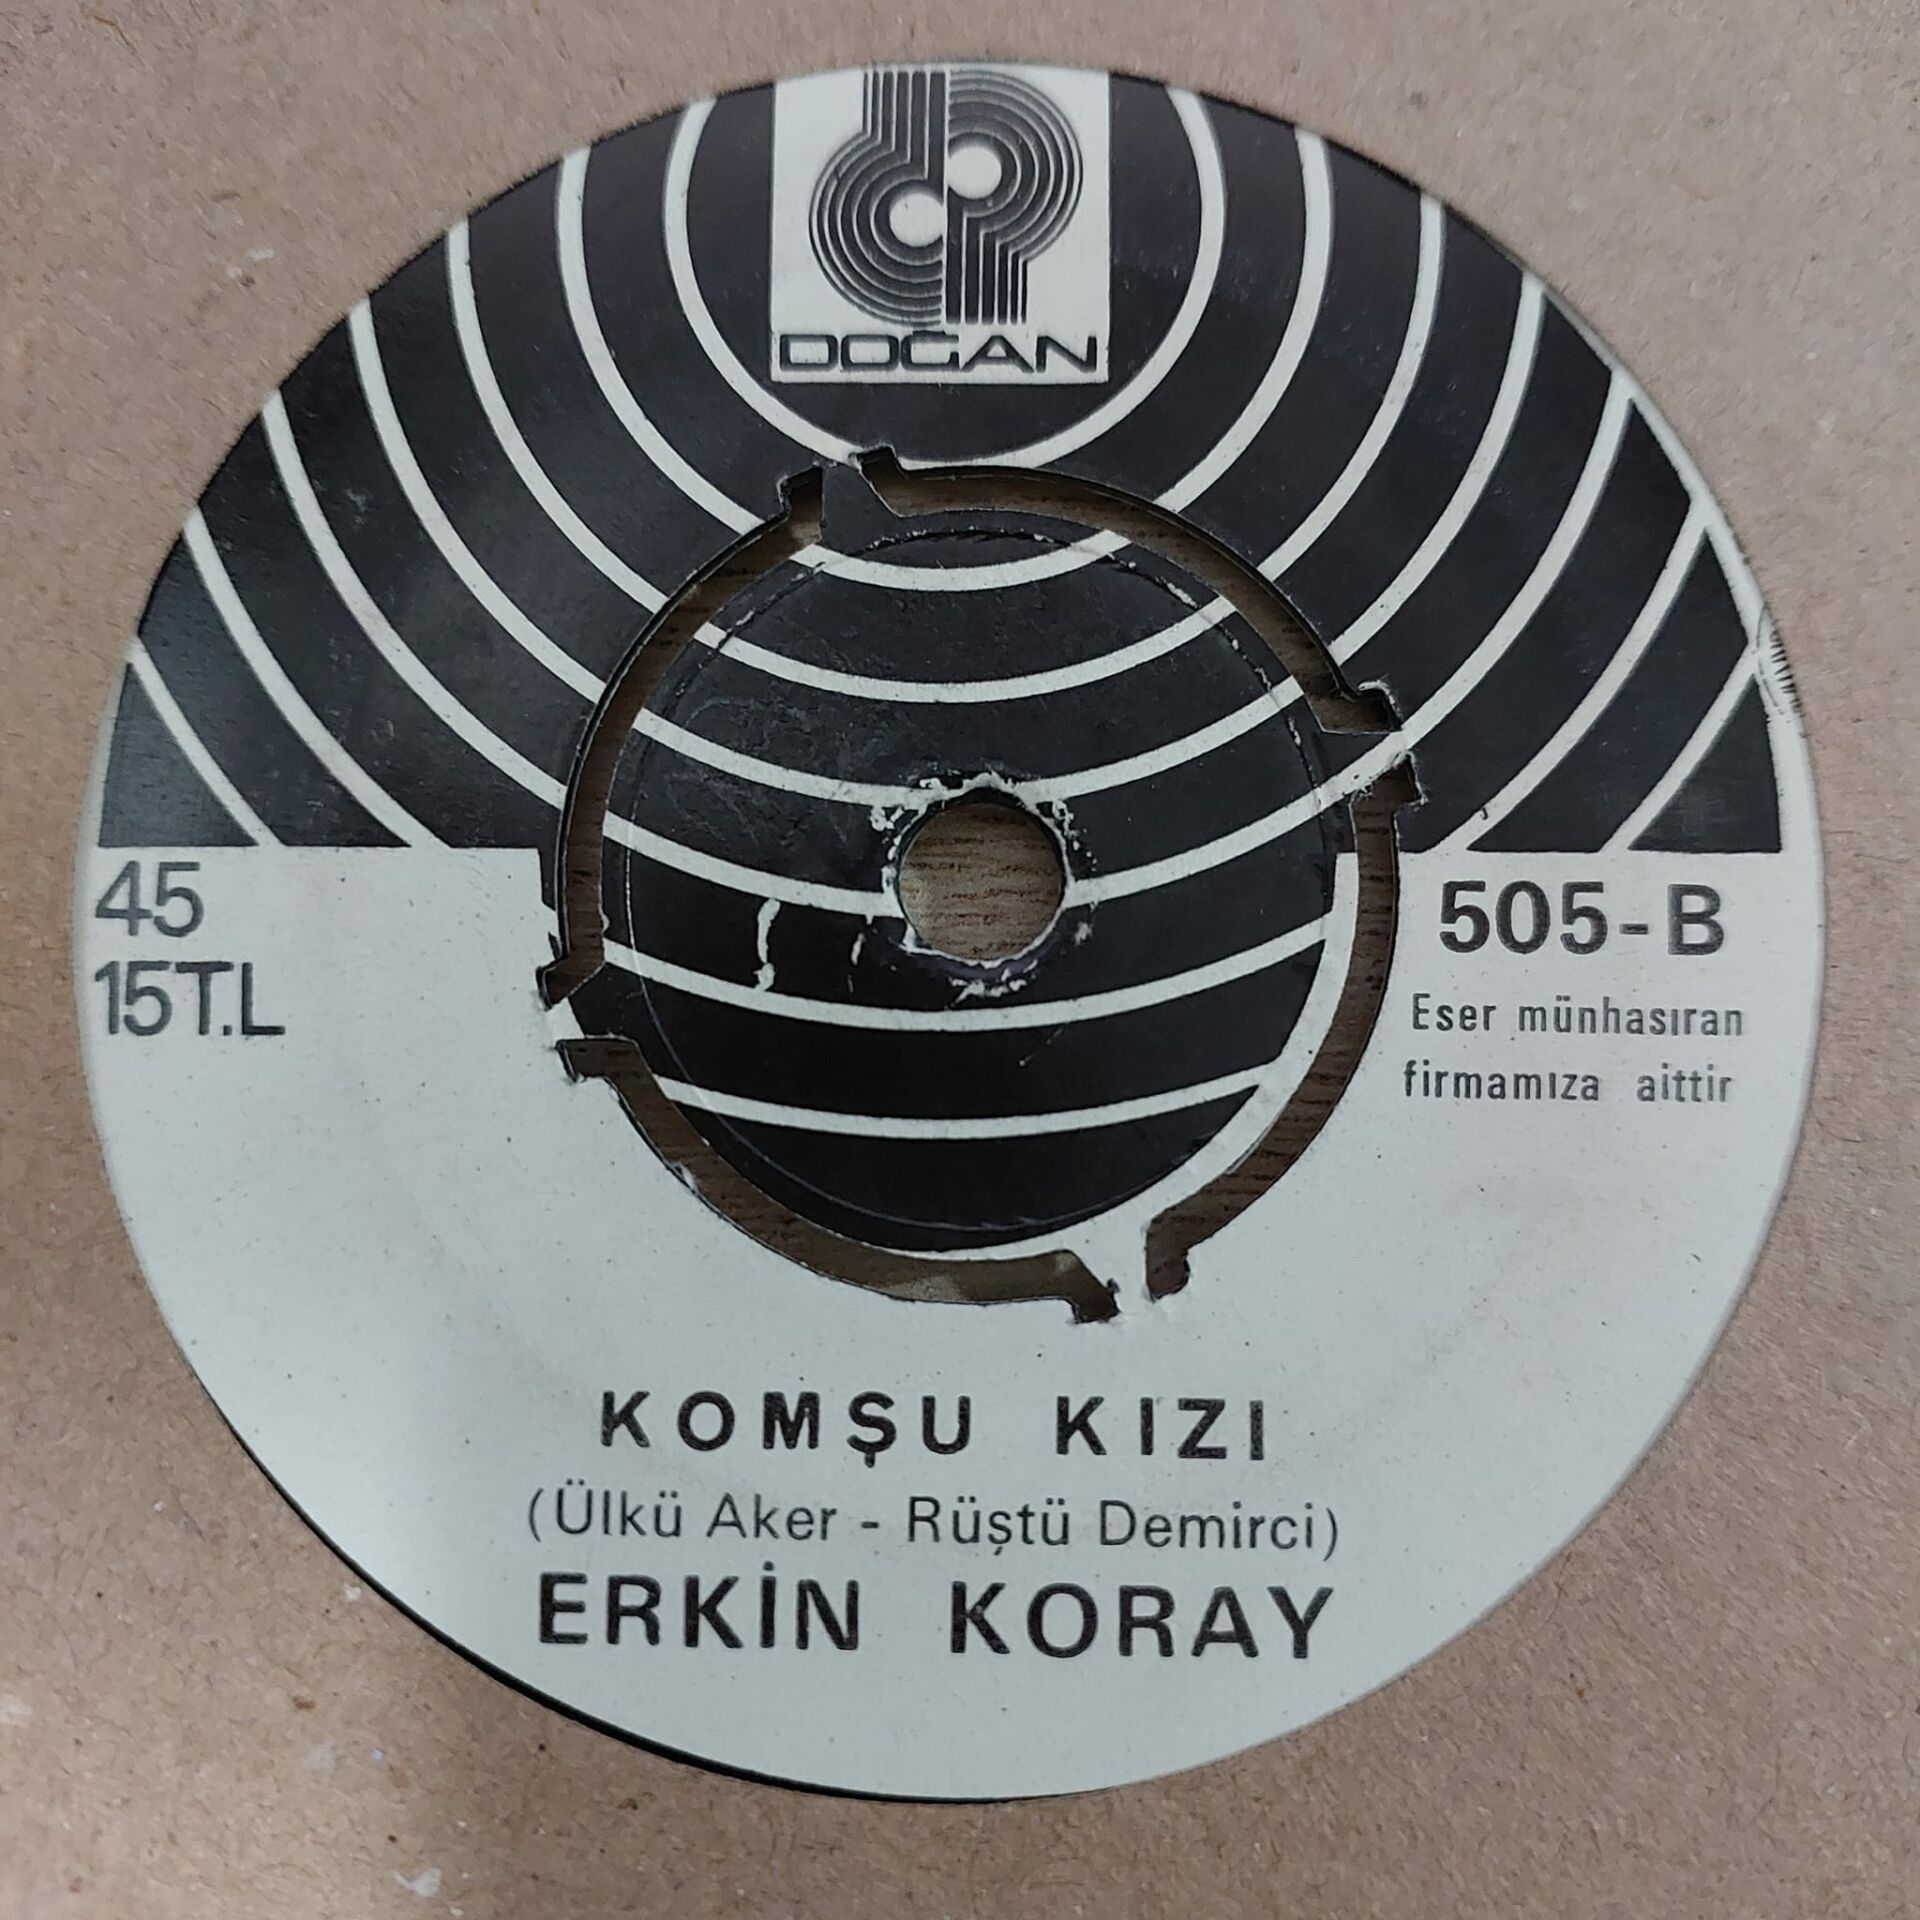 DOĞAN
45
15T.L
505-B
Eser münhasıran
firmamıza aittir
KOMŞU KIZI
(Ülkü Aker - Rüştü Demirci)
ERKİN KORAY